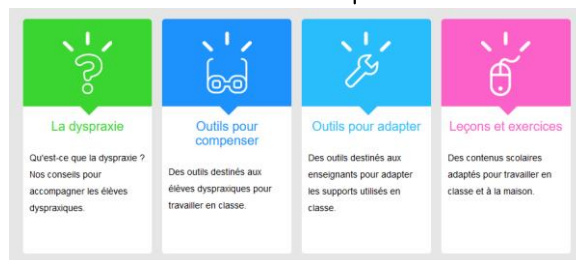 La dyspraxie
Qu'est-ce que la dyspraxie ?
Nos conseils pour
accompagner les élèves
dyspraxiques.
Outils pour
compenser
Des outils destinés aux
élèves dyspraxiques pour
travailler en classe.
Outils pour adapter
Des outils destinés aux
enseignants pour adapter
les supports utilisés en
classe.
Leçons et exercices
Des contenus scolaires
adaptés pour travailler en
classe et à la maison.